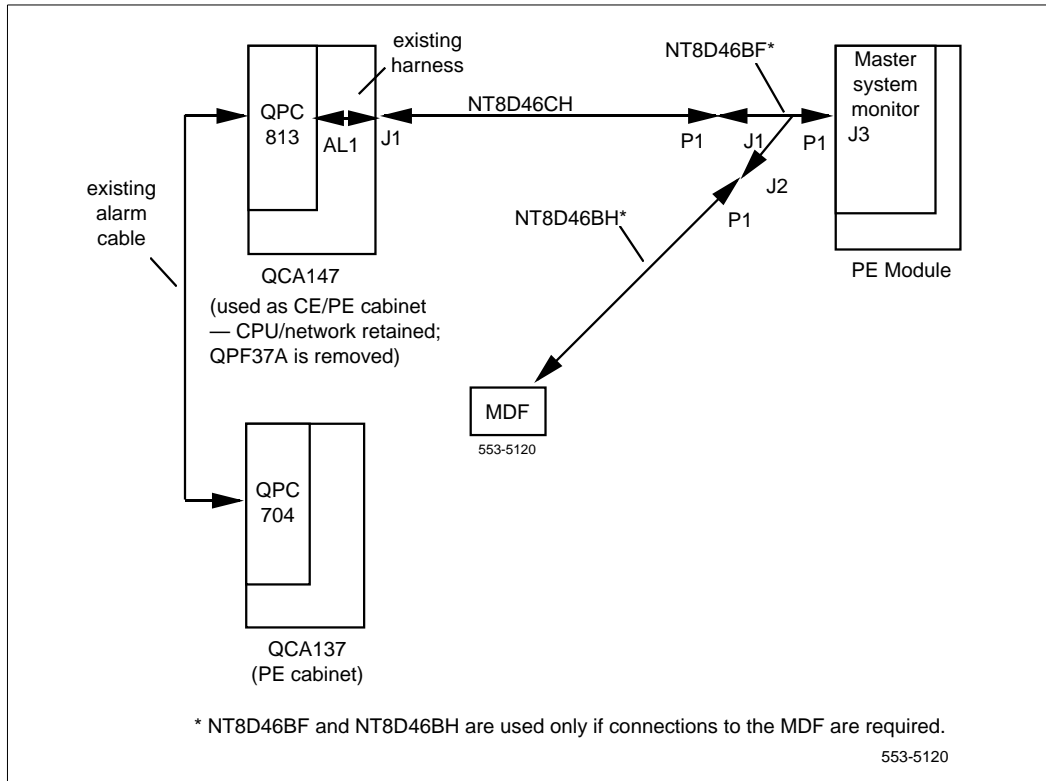 existing
harness
NT8D46BF*
Master
system
monitor
J3
QPC
813
AL1
J1
NT8D46CH
P1
J1
P1
J2
P1
existing
alarm
cable
NT8D46BH*
QCA147
(used as CE/PE cabinet
— CPU/network retained;
QPF37A is removed)
PE Module
MDF
553-5120
QPC
704
QCA137
(PE cabinet)
* NT8D46BF and NT8D46BH are used only if connections to the MDF are required.
553-5120